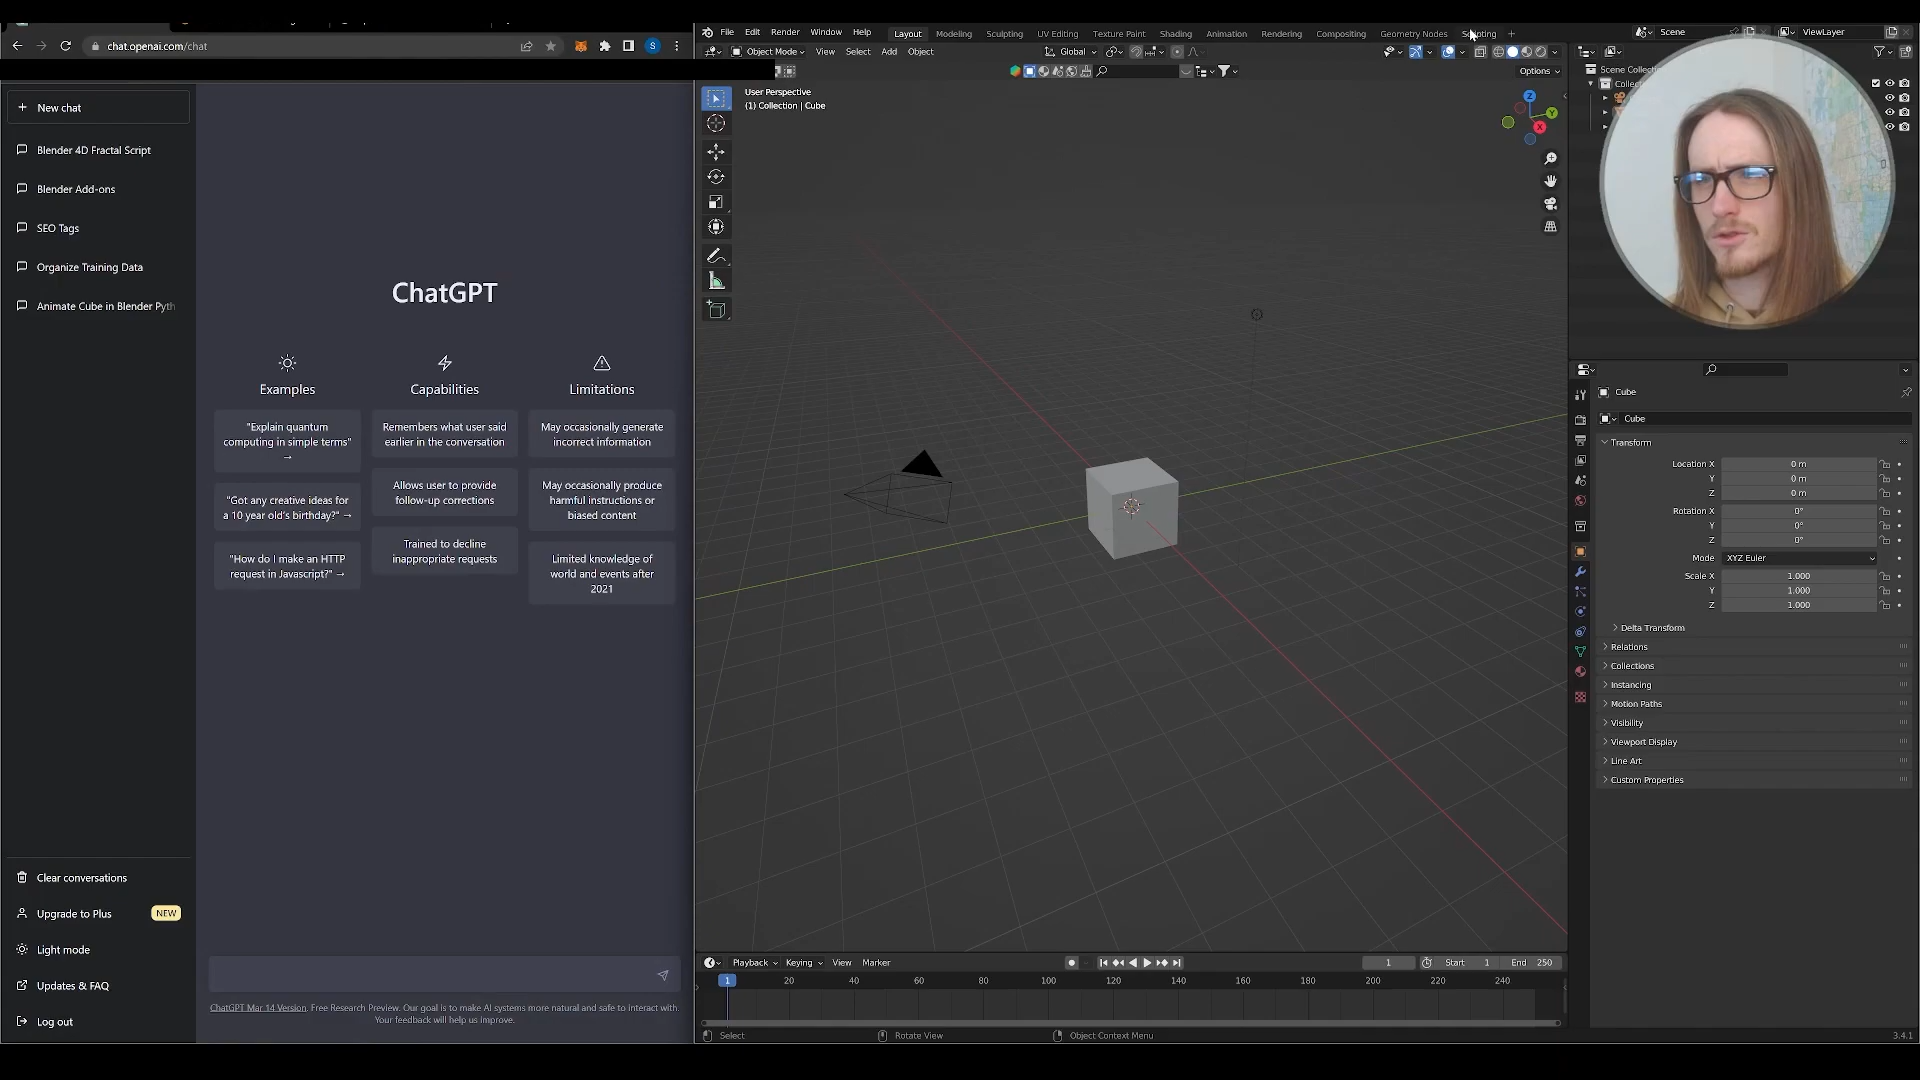 chat.openai.com/chat
S
New chat
Blender 4D Fractal Script
Blender Add-ons
SEO Tags
Organize Training Data
Animate Cube in Blender Pyth
Clear conversations
Upgrade to Plus
NEW
Light mode
Updates & FAQ
Log out
ChatGPT
Examples
"Explain quantum
computing in simple terms"
→
"Got any creative ideas for
a 10 year old's birthday?" →
"How do I make an HTTP
request in Javascript?" →
Capabilities
Remembers what user said
earlier in the conversation
Allows user to provide
follow-up corrections
Trained to decline
inappropriate requests
Limitations
May occasionally generate
incorrect information
May occasionally produce
harmful instructions or
biased content
Limited knowledge of
world and events after
2021
ChatGPT Mar 14 Version. Free Research Preview. Our goal is to make AI systems more natural and safe to interact with.
Your feedback will help us improve.
File Edit Render Window Help Layout Modeling Sculpting UV Editing Texture Paint Shading Animation Rendering Compositing Geometry Nodes Scripting + Scene ViewLayer
Object Mode View Select Add Object Global
Options
User Perspective
(1) Collection | Cube
Z
Y
X
Cube
Cube
Transform
Location X 0 m
Y 0 m
Z 0 m
Rotation X 0°
Y 0°
Z 0°
Mode XYZ Euler
Scale X 1.000
Y 1.000
Z 1.000
Delta Transform
Relations
Collections
Instancing
Motion Paths
Visibility
Viewport Display
Line Art
Custom Properties
Playback Keying View Marker 1 Start 1 End 250
1 20 40 60 80 100 120 140 160 180 200 220 240
Select Rotate View Object Context Menu 3.4.1